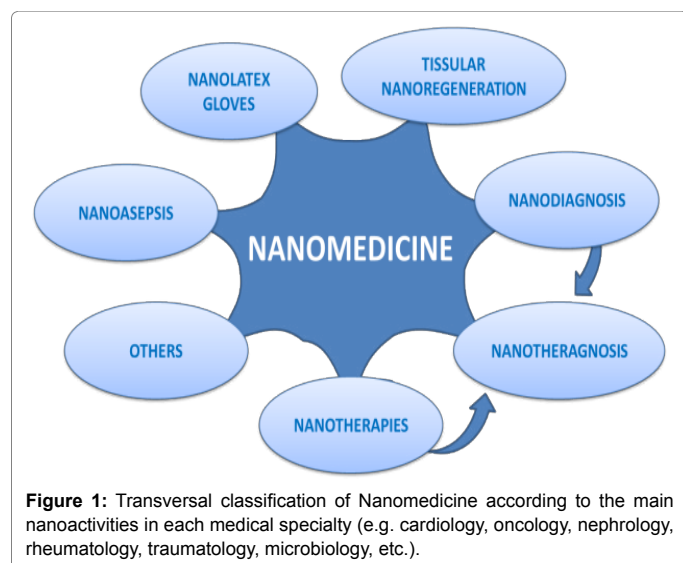 NANOLATEX
GLOVES
TISSULAR
NANOREGENERATION
NANOASEPSIS
NANODIAGNOSIS
NANOMEDICINE
OTHERS
NANOTHERAGNOSIS
NANOTHERAPIES
Figure 1: Transversal classification of Nanomedicine according to the main
nanoactivities in each medical specialty (e.g. cardiology, oncology, nephrology,
rheumatology, traumatology, microbiology, etc.).